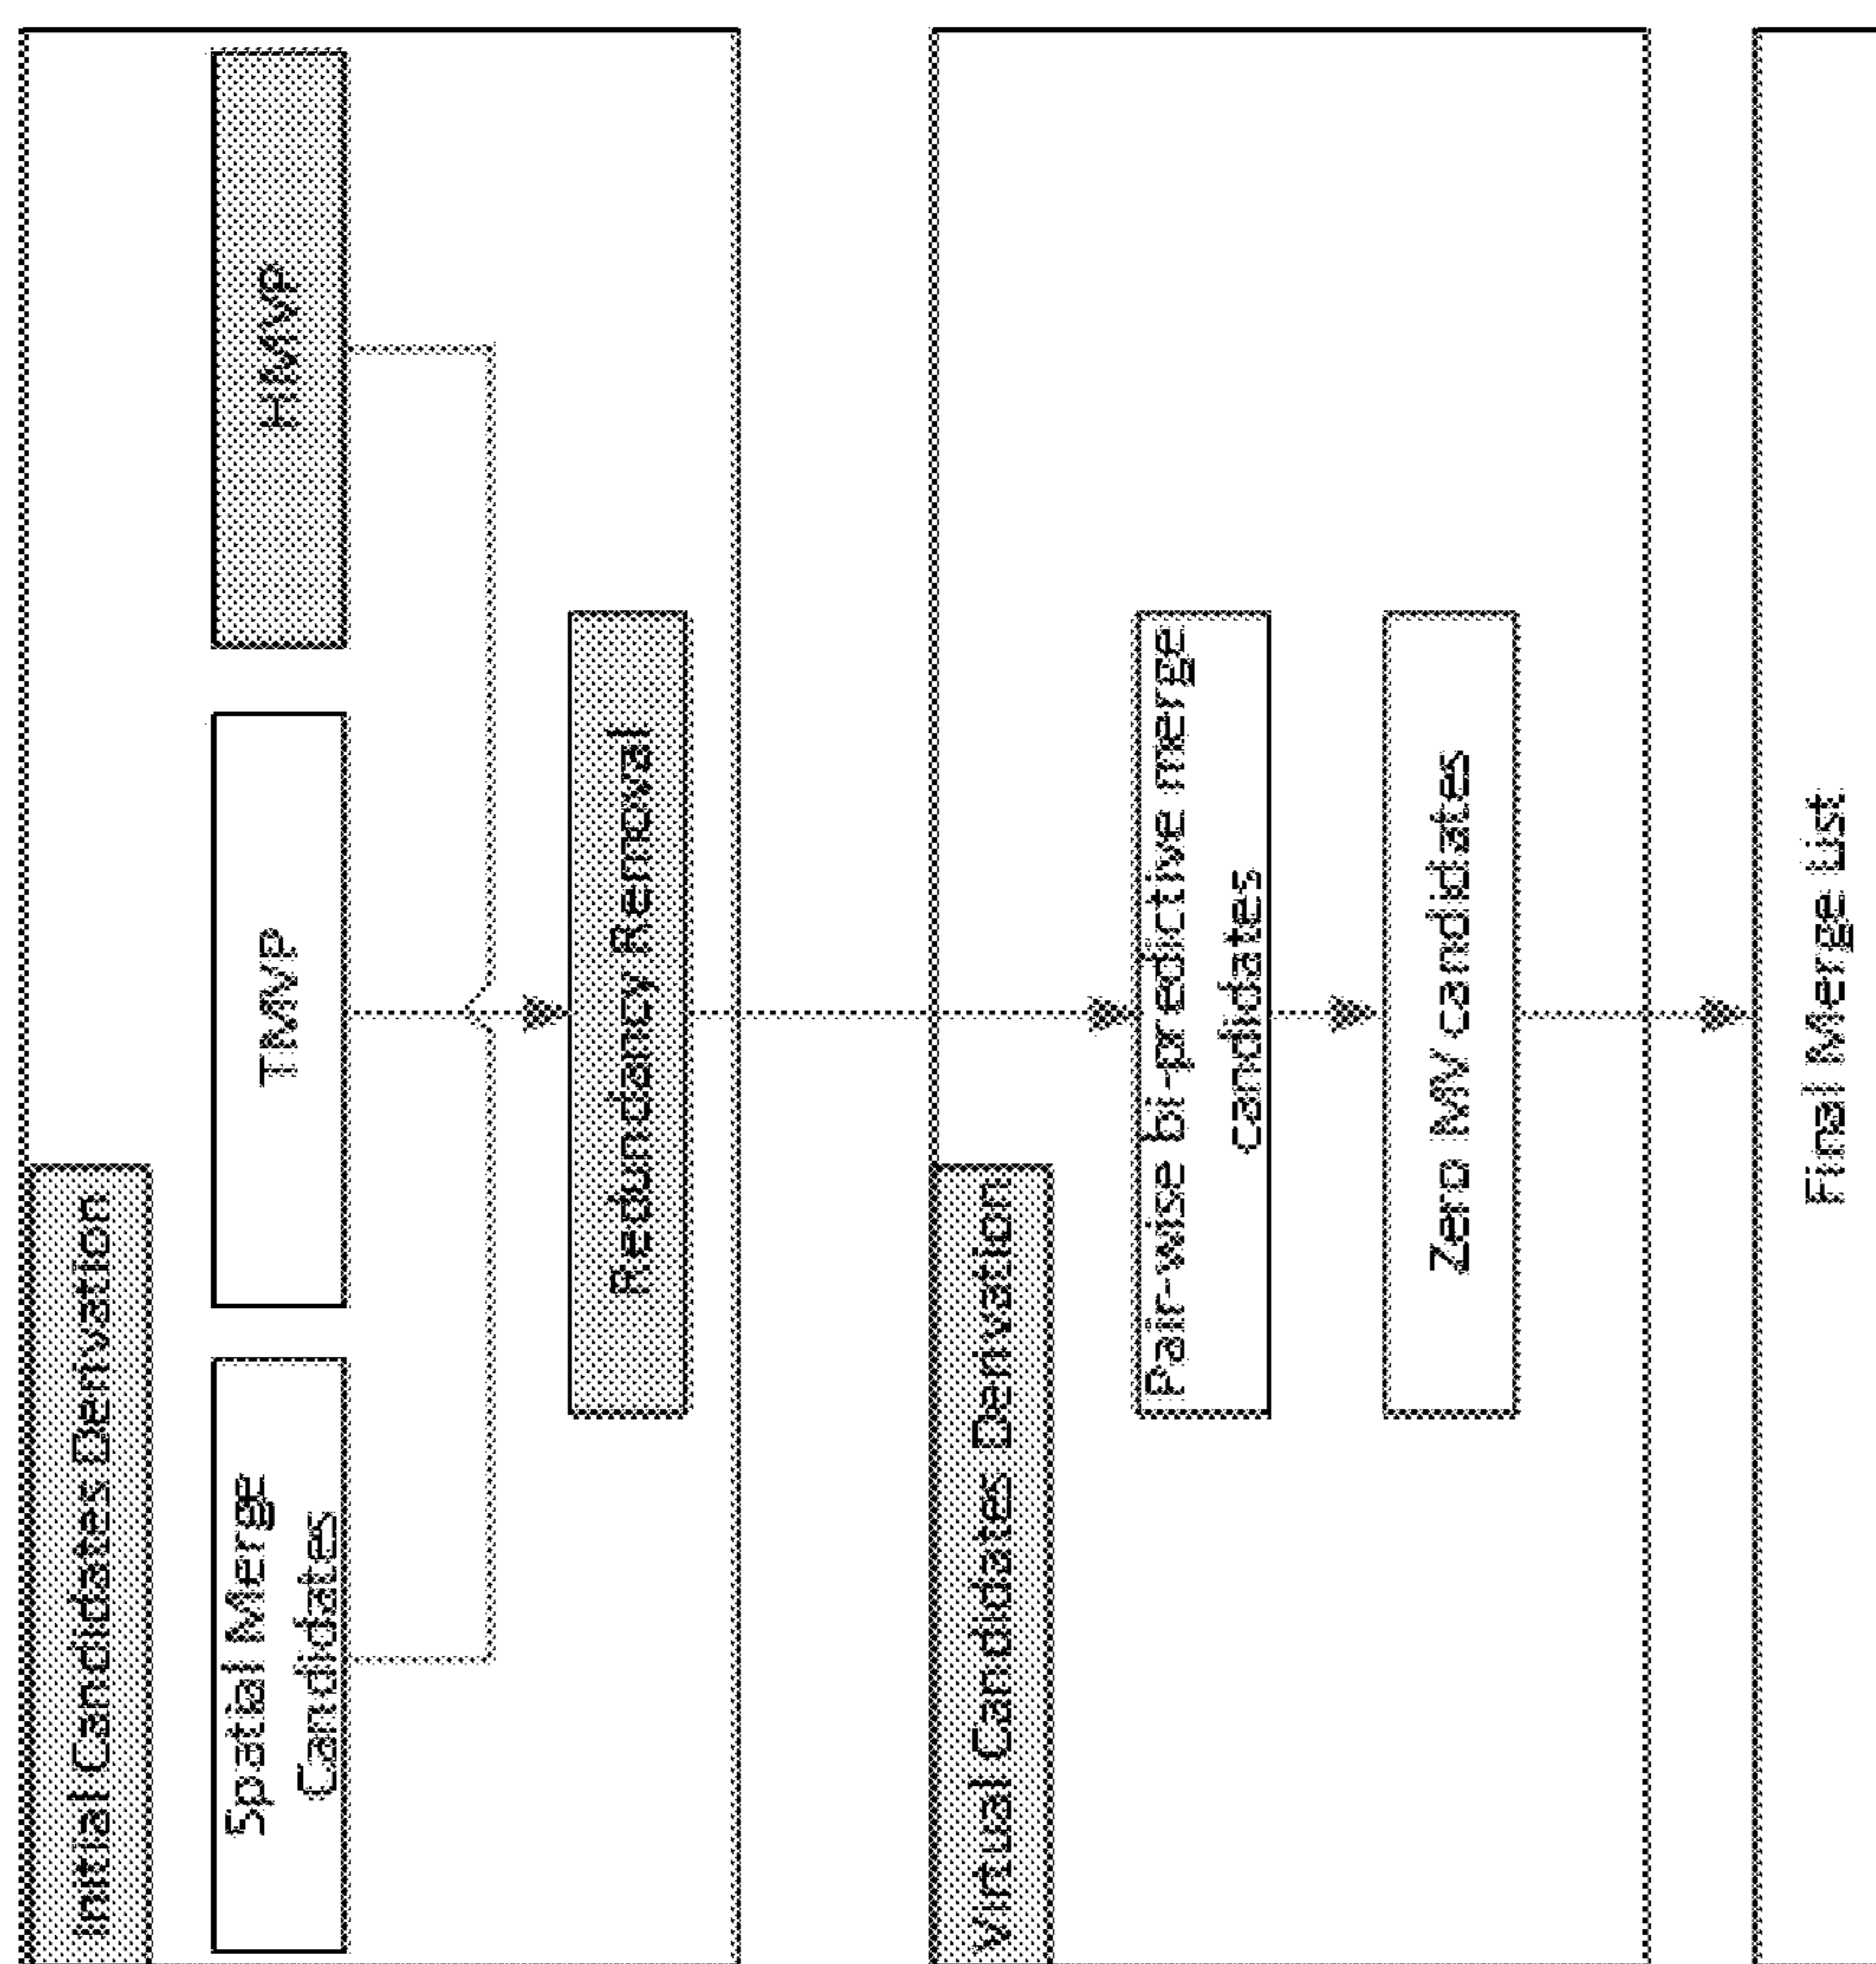 Initial Candidates Derivation
Spatial Merge
Candidates
TMVP
HMVP
Redundancy Removal
Virtual Candidates Derivation
Pair-wise bi-predictive merge
candidates
Zero MV candidates
Final Merge List